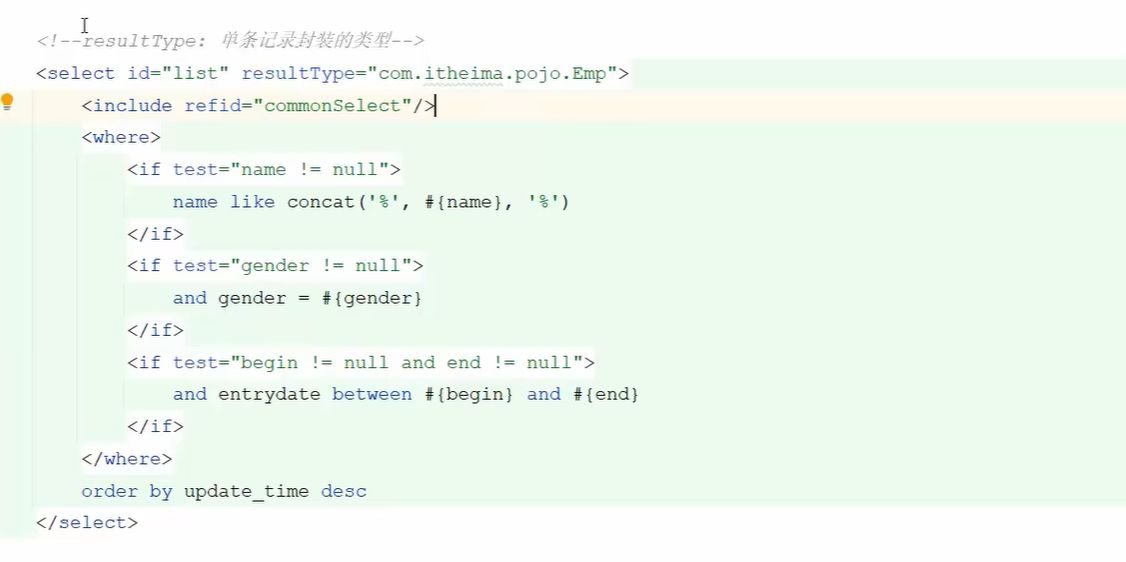 <!--resultType: 单条记录封装的类型-->
<select id="list" resultType="com.itheima.pojo.Emp">
<include refid="commonSelect"/>
<where>
<if test="name != null">
name like concat('%', #{name}, '%')
</if>
<if test="gender != null">
and gender = #{gender}
</if>
<if test="begin != null and end != null">
and entrydate between #{begin} and #{end}
</if>
</where>
order by update_time desc
</select>